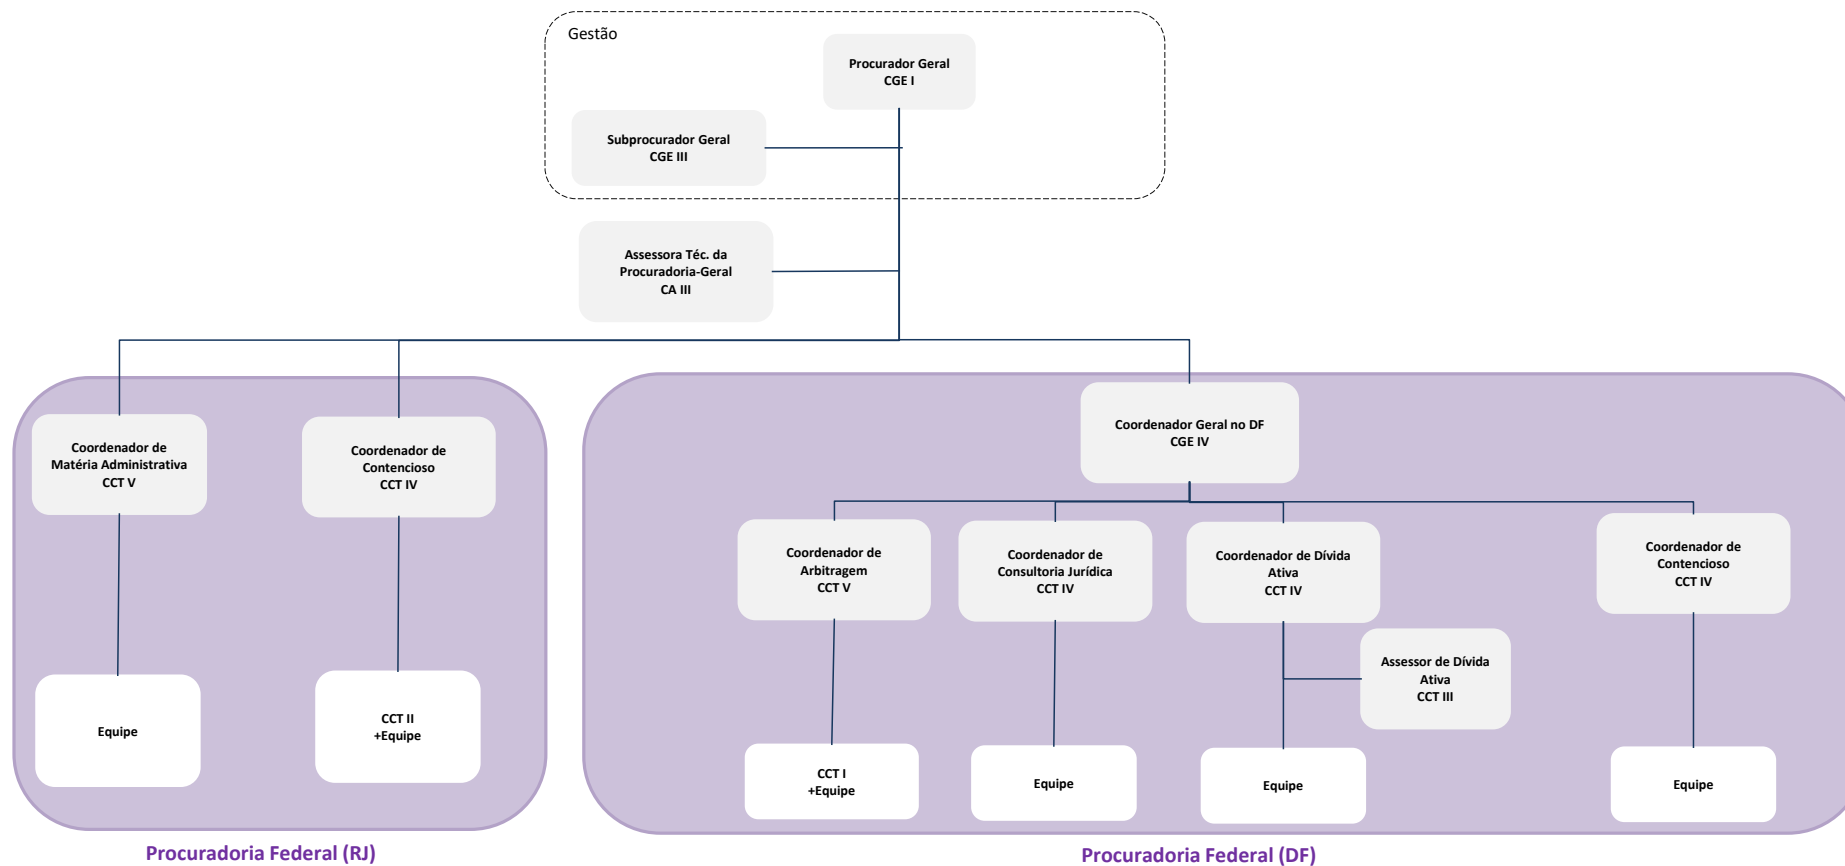 Gestão
Procurador Geral
CGE I
Subprocurador Geral
CGE III
Assessora Téc. da
Procuradoria-Geral
CA III
Coordenador de
Matéria Administrativa
CCT V
Coordenador de
Contencioso
CCT IV
Equipe
CCT II
+Equipe
Procuradoria Federal (RJ)
Coordenador Geral no DF
CGE IV
Coordenador de
Arbitragem
CCT V
Coordenador de
Consultoria Jurídica
CCT IV
Coordenador de Dívida
Ativa
CCT IV
Coordenador de
Contencioso
CCT IV
Assessor de Dívida
Ativa
CCT III
CCT I
+Equipe
Equipe
Equipe
Equipe
Procuradoria Federal (DF)